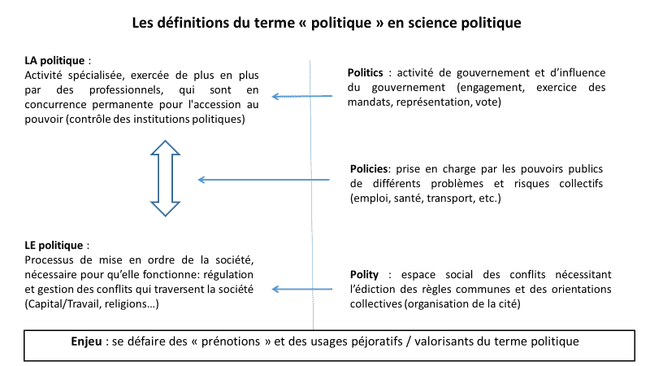 Les définitions du terme « politique » en science politique
LA politique :
Activité spécialisée, exercée de plus en plus
par des professionnels, qui sont en
concurrence permanente pour l'accession au
pouvoir (contrôle des institutions politiques)
Politics : activité de gouvernement et d’influence
du gouvernement (engagement, exercice des
mandats, représentation, vote)
Policies: prise en charge par les pouvoirs publics
de différents problèmes et risques collectifs
(emploi, santé, transport, etc.)
LE politique :
Processus de mise en ordre de la société,
nécessaire pour qu’elle fonctionne: régulation
et gestion des conflits qui traversent la société
(Capital/Travail, religions…)
Polity : espace social des conflits nécessitant
l’édiction des règles communes et des orientations
collectives (organisation de la cité)
Enjeu : se défaire des « prénotions » et des usages péjoratifs / valorisants du terme politique